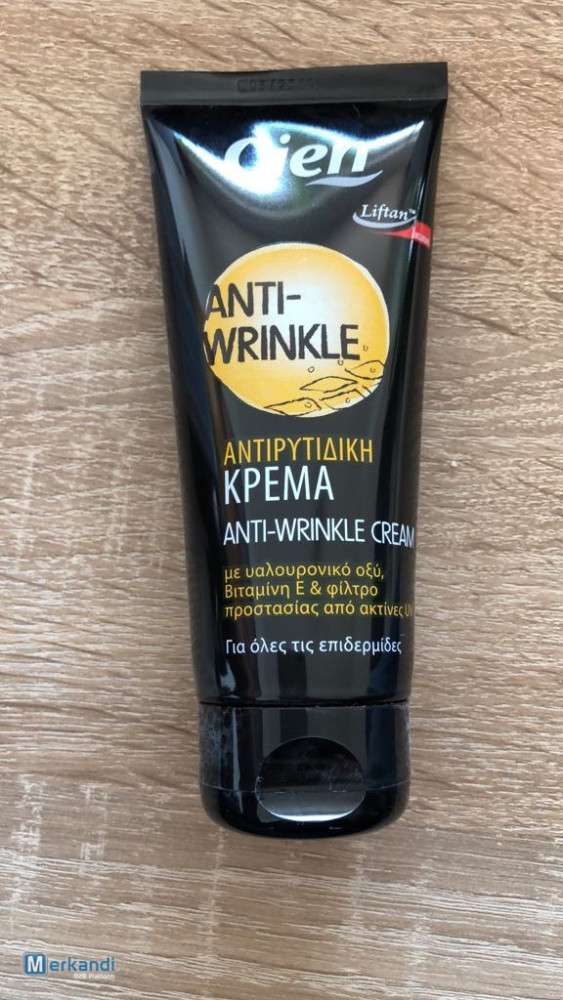 Cien
Liftan™
ANTI-
WRINKLE
ΑΝΤΙΡΥΤΙΔΙΚΗ
ΚΡΕΜΑ
ANTI-WRINKLE CREAM
με υαλουρονικό οξύ,
Βιταμίνη Ε & φίλτρο
προστασίας από ακτίνες UV
Για όλες τις επιδερμίδες
Merkandi